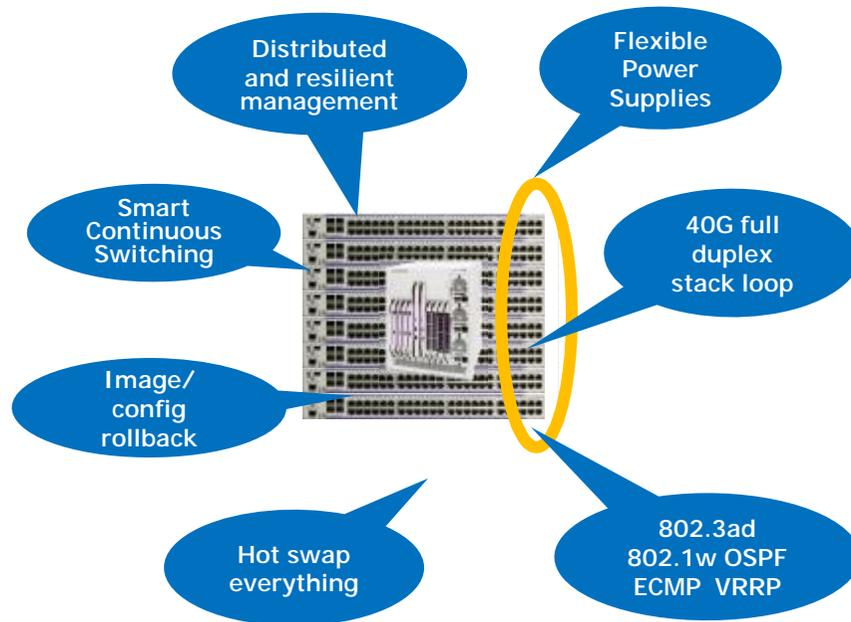 Distributed
and resilient
management
Flexible
Power
Supplies
Smart
Continuous
Switching
40G full
duplex
stack loop
Image/
config
rollback
Hot swap
everything
802.3ad
802.1w OSPF
ECMP VRRP